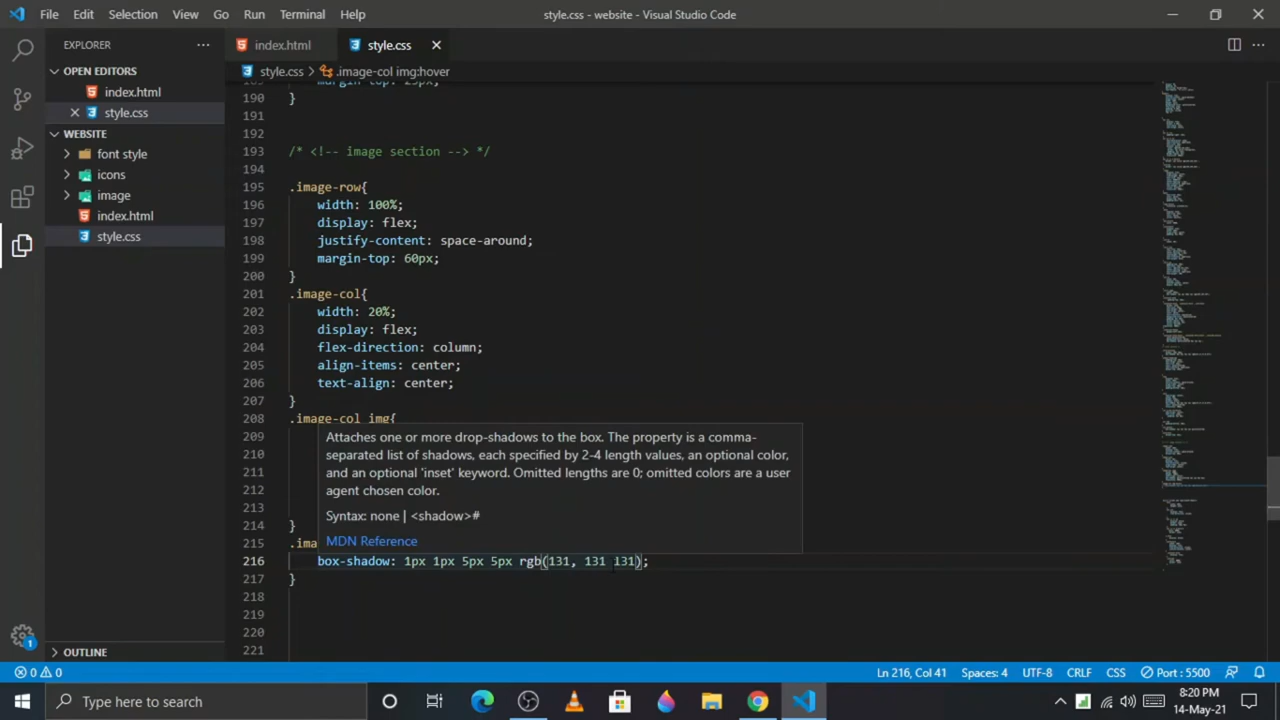 File Edit Selection View Go Run Terminal Help style.css - website - Visual Studio Code
EXPLORER
index.html
style.css
OPEN EDITORS
index.html
style.css
WEBSITE
font style
icons
image
index.html
style.css
OUTLINE
style.css > .image-col img:hover
190 }
191
192
193 /* <!-- image section --> */
194
195 .image-row{
196 width: 100%;
197 display: flex;
198 justify-content: space-around;
199 margin-top: 60px;
200 }
201 .image-col{
202 width: 20%;
203 display: flex;
204 flex-direction: column;
205 align-items: center;
206 text-align: center;
207 }
208 .image-col img{
209
210
211
212
213
214 }
215 .ima
Attaches one or more drop-shadows to the box. The property is a comma-
separated list of shadows, each specified by 2-4 length values, an optional color,
and an optional 'inset' keyword. Omitted lengths are 0; omitted colors are a user
agent chosen color.
Syntax: none | <shadow>#
MDN Reference
216 box-shadow: 1px 1px 5px 5px rgb(131, 131 131);
217 }
218
219
220
221
1
0 0 Ln 216, Col 41 Spaces: 4 UTF-8 CRLF CSS Port : 5500
Type here to search
8:20 PM
14-May-21